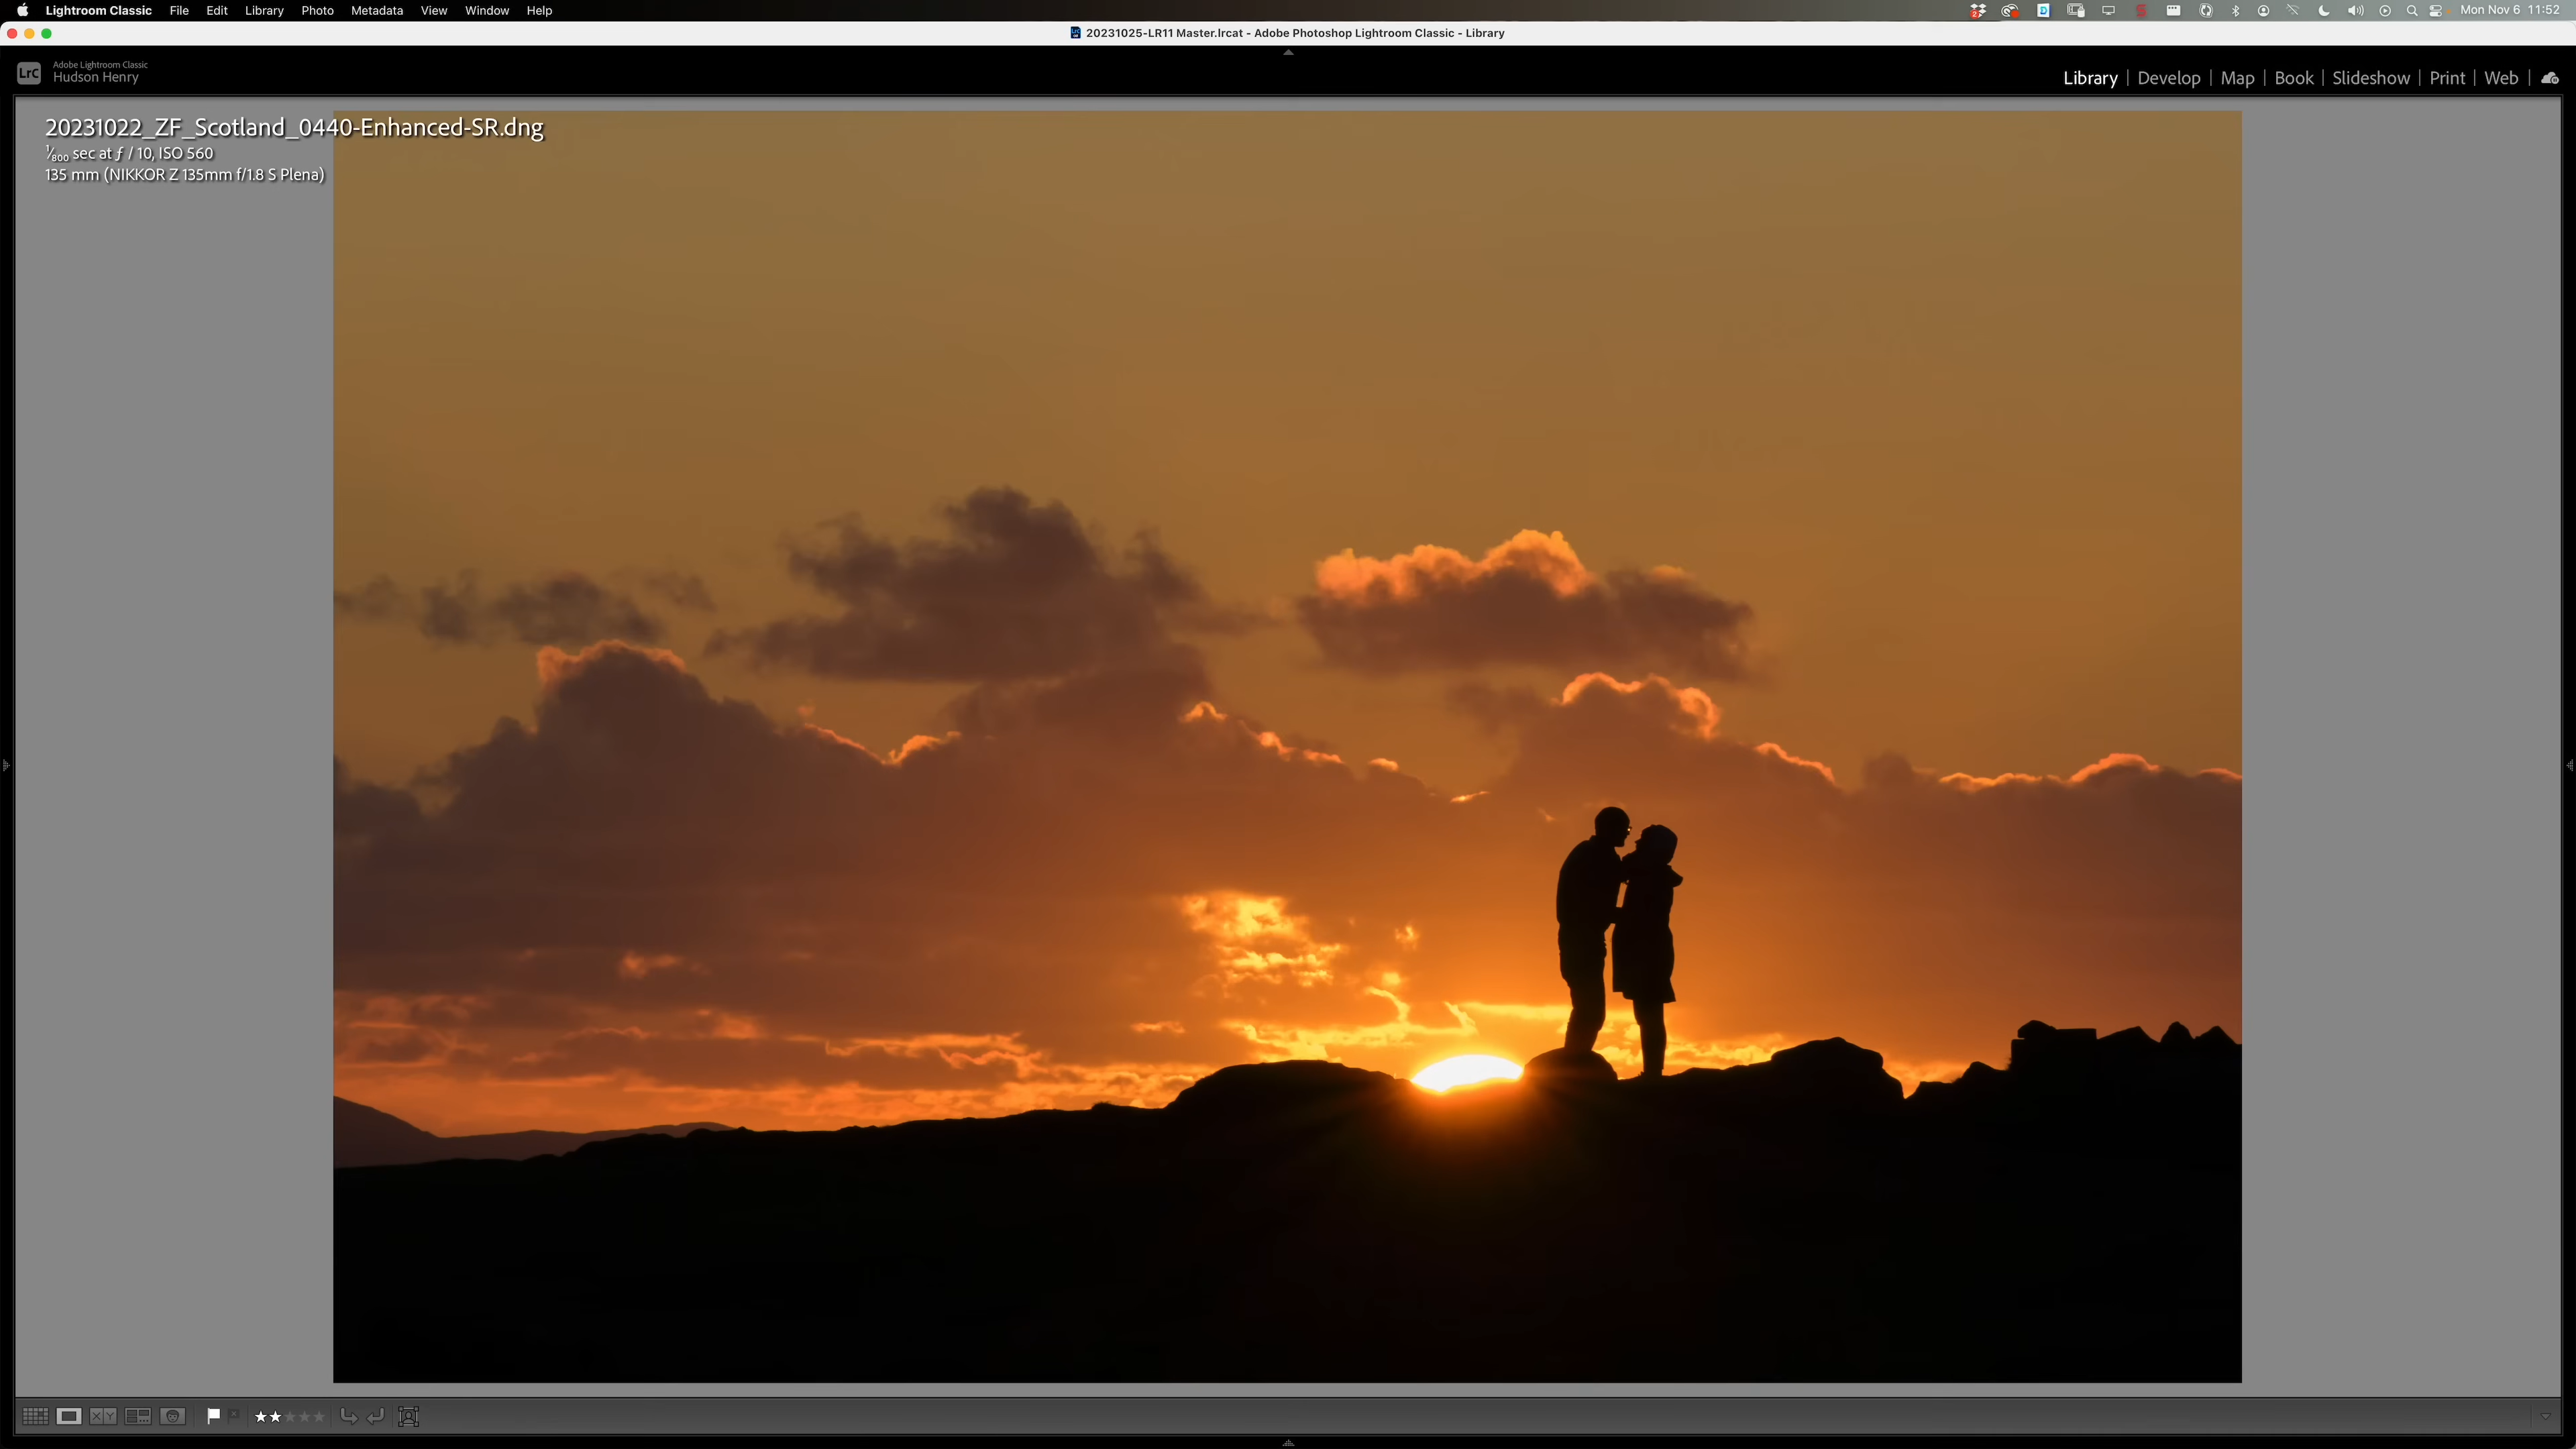 Lightroom Classic File Edit Library Photo Metadata View Window Help Mon Nov 6 11:52
20231025-LR11 Master.lrcat - Adobe Photoshop Lightroom Classic - Library
LrC Adobe Lightroom Classic
Hudson Henry
Library | Develop | Map | Book | Slideshow | Print | Web
20231022_ZF_Scotland_0440-Enhanced-SR.dng
1/800 sec at ƒ / 10, ISO 560
135 mm (NIKKOR Z 135mm f/1.8 S Plena)
X Y